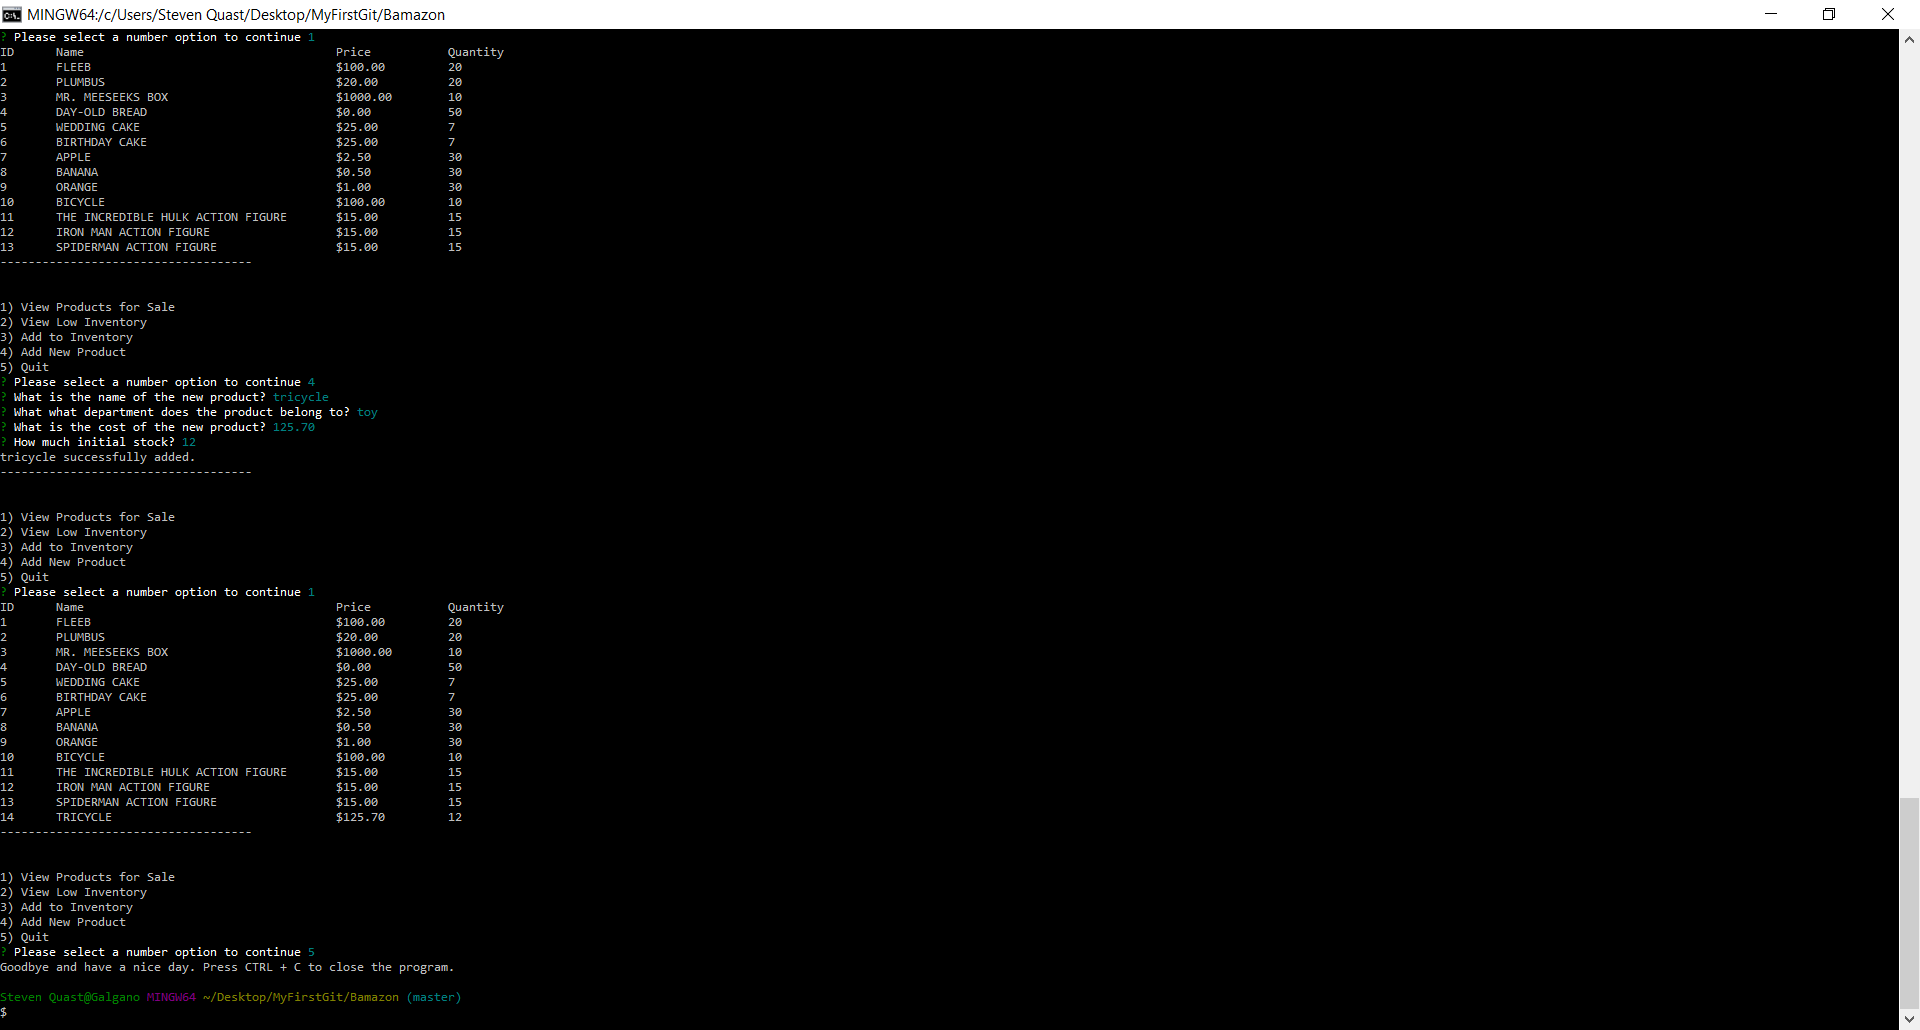 MINGW64:/c/Users/Steven Quast/Desktop/MyFirstGit/Bamazon
? Please select a number option to continue 1
ID Name Price Quantity
1 FLEEB $100.00 20
2 PLUMBUS $20.00 20
3 MR. MEESEEKS BOX $1000.00 10
4 DAY-OLD BREAD $0.00 50
5 WEDDING CAKE $25.00 7
6 BIRTHDAY CAKE $25.00 7
7 APPLE $2.50 30
8 BANANA $0.50 30
9 ORANGE $1.00 30
10 BICYCLE $100.00 10
11 THE INCREDIBLE HULK ACTION FIGURE $15.00 15
12 IRON MAN ACTION FIGURE $15.00 15
13 SPIDERMAN ACTION FIGURE $15.00 15
------------------------------------
1) View Products for Sale
2) View Low Inventory
3) Add to Inventory
4) Add New Product
5) Quit
? Please select a number option to continue 4
? What is the name of the new product? tricycle
? What what department does the product belong to? toy
? What is the cost of the new product? 125.70
? How much initial stock? 12
tricycle successfully added.
------------------------------------
1) View Products for Sale
2) View Low Inventory
3) Add to Inventory
4) Add New Product
5) Quit
? Please select a number option to continue 1
ID Name Price Quantity
1 FLEEB $100.00 20
2 PLUMBUS $20.00 20
3 MR. MEESEEKS BOX $1000.00 10
4 DAY-OLD BREAD $0.00 50
5 WEDDING CAKE $25.00 7
6 BIRTHDAY CAKE $25.00 7
7 APPLE $2.50 30
8 BANANA $0.50 30
9 ORANGE $1.00 30
10 BICYCLE $100.00 10
11 THE INCREDIBLE HULK ACTION FIGURE $15.00 15
12 IRON MAN ACTION FIGURE $15.00 15
13 SPIDERMAN ACTION FIGURE $15.00 15
14 TRICYCLE $125.70 12
------------------------------------
1) View Products for Sale
2) View Low Inventory
3) Add to Inventory
4) Add New Product
5) Quit
? Please select a number option to continue 5
Goodbye and have a nice day. Press CTRL + C to close the program.
Steven Quast@Galgano MINGW64 ~/Desktop/MyFirstGit/Bamazon (master)
$